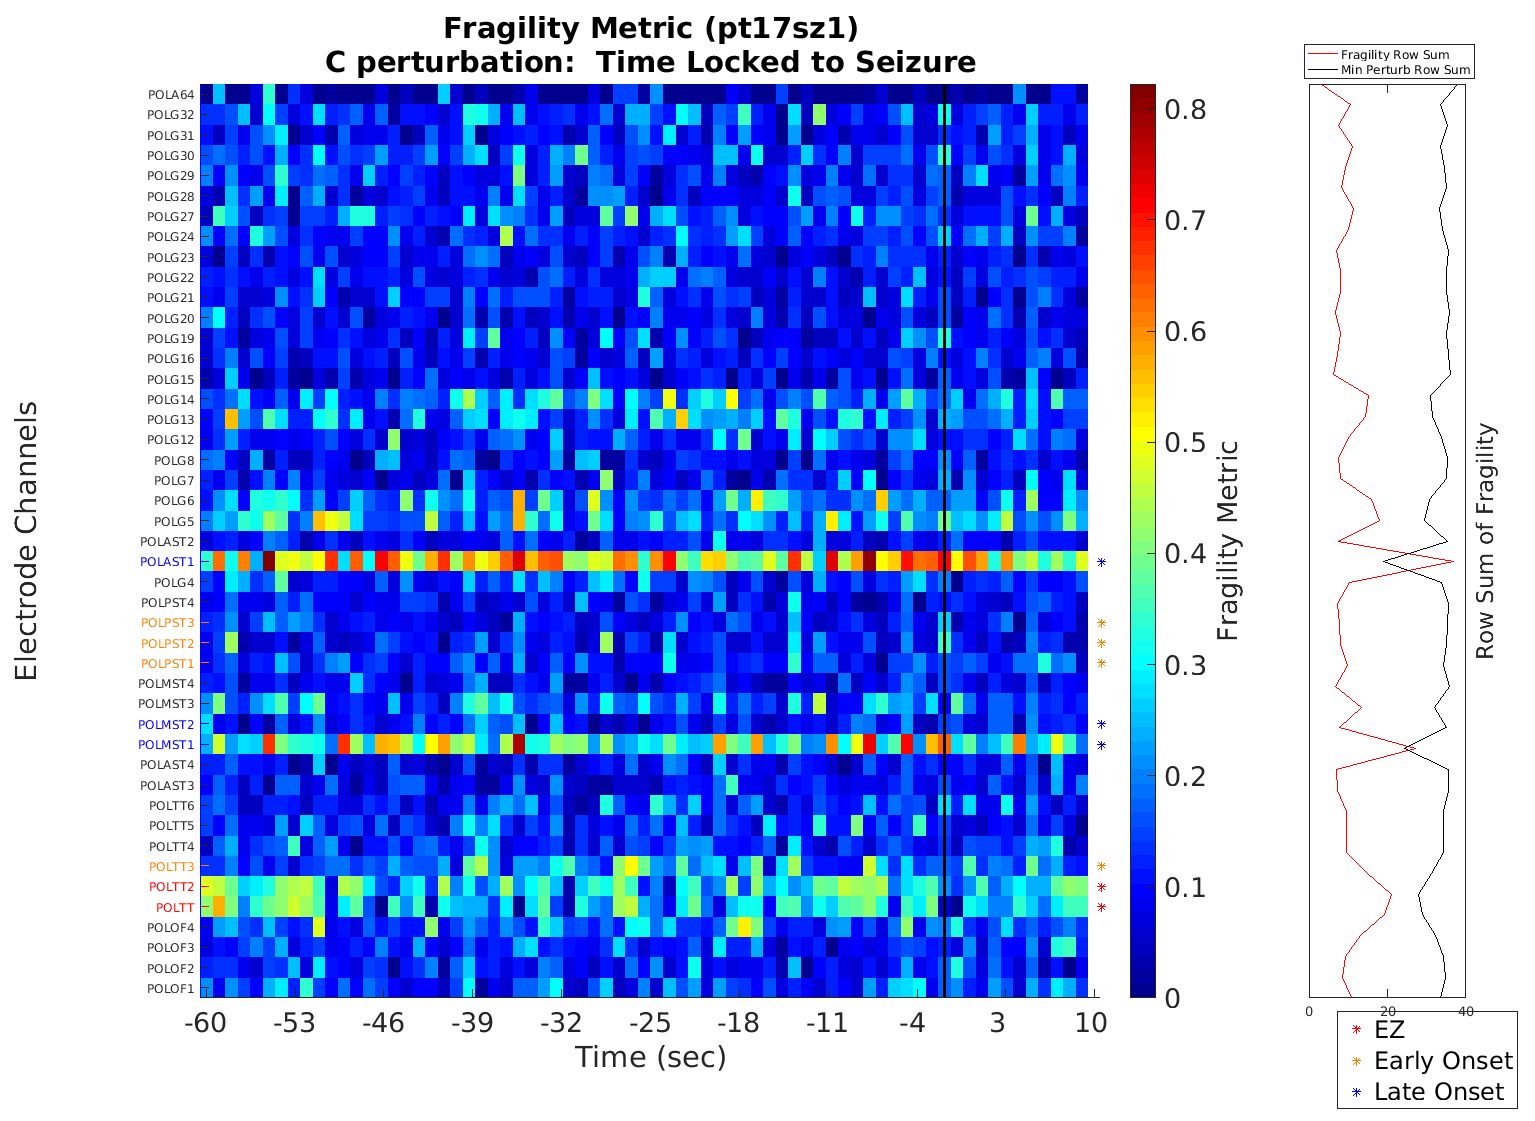 Fragility Metric (pt17sz1)
C perturbation:  Time Locked to Seizure
Electrode Channels
POLA64
POLG32
POLG31
POLG30
POLG29
POLG28
POLG27
POLG24
POLG23
POLG22
POLG21
POLG20
POLG19
POLG16
POLG15
POLG14
POLG13
POLG12
POLG8
POLG7
POLG6
POLG5
POLAST2
POLAST1
POLG4
POLPST4
POLPST3
POLPST2
POLPST1
POLMST4
POLMST3
POLMST2
POLMST1
POLAST4
POLAST3
POLTT6
POLTT5
POLTT4
POLTT3
POLTT2
POLTT
POLOF4
POLOF3
POLOF2
POLOF1
-60 -53 -46 -39 -32 -25 -18 -11 -4 3 10
Time (sec)
0.8
0.7
0.6
0.5
0.4
0.3
0.2
0.1
0
Fragility Metric
Fragility Row Sum
Min Perturb Row Sum
0 20 40
Row Sum of Fragility
EZ
Early Onset
Late Onset